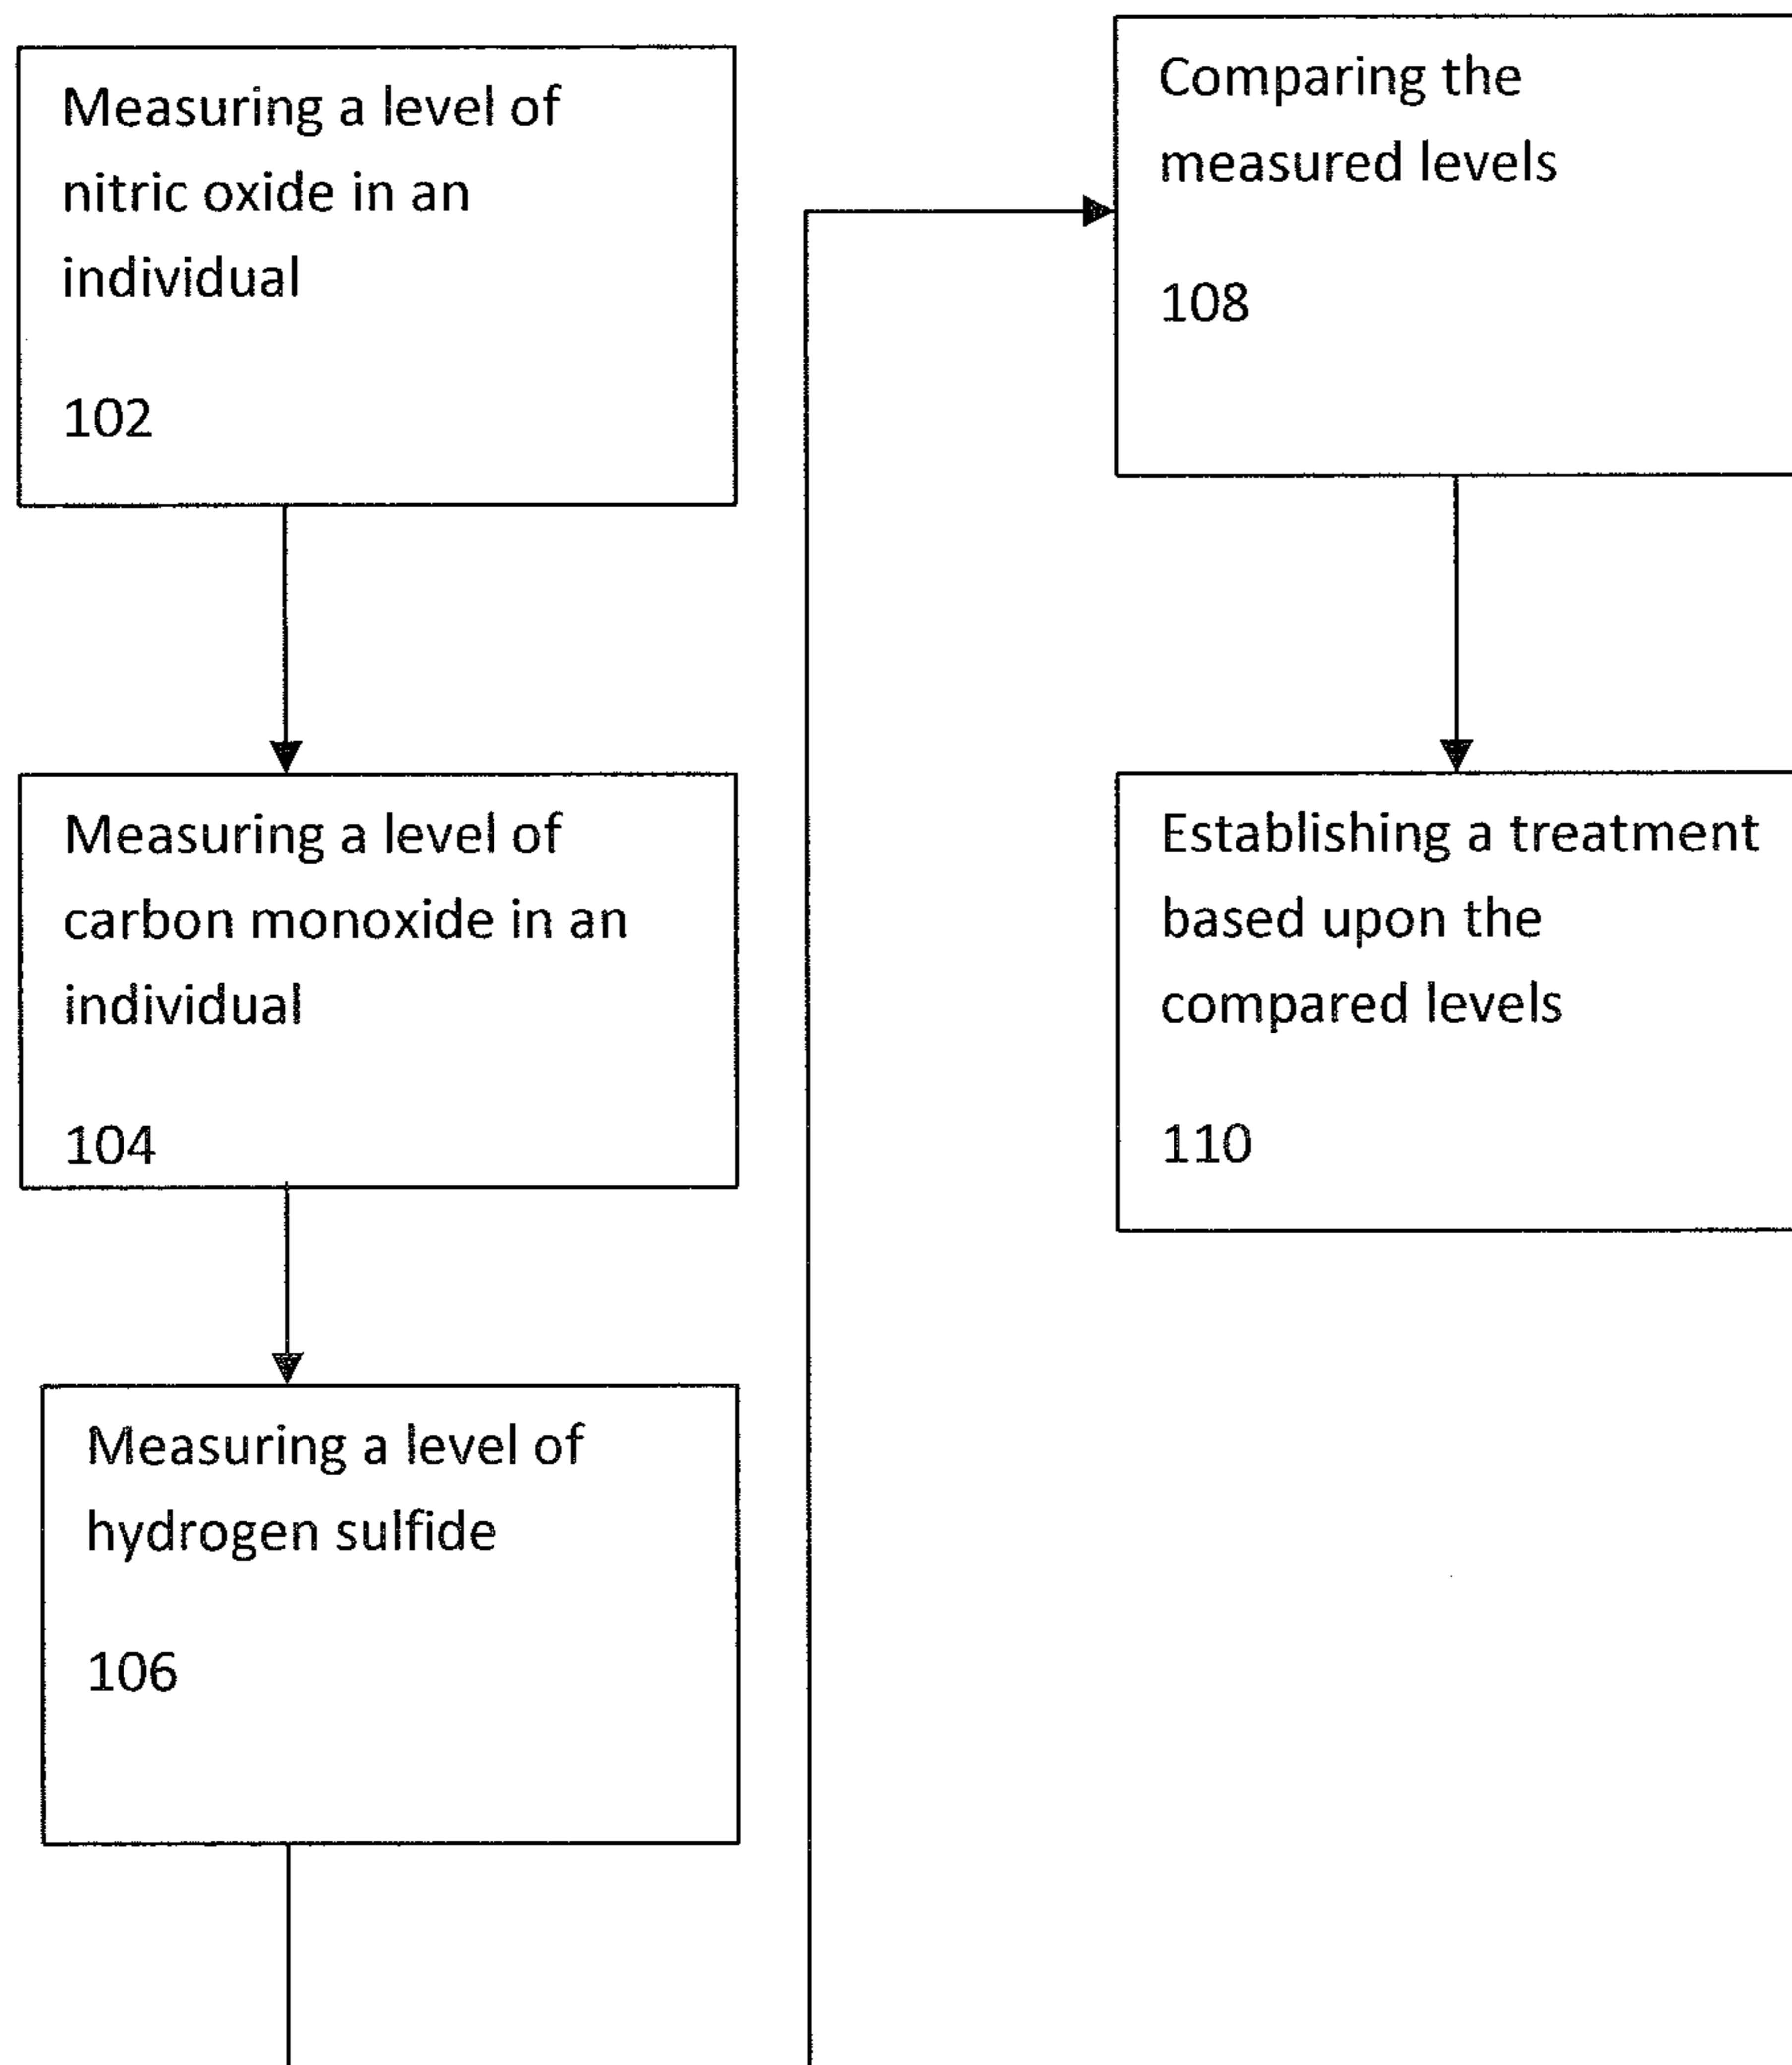 Measuring a level of
nitric oxide in an
individual
102
Measuring a level of
carbon monoxide in an
individual
104
Measuring a level of
hydrogen sulfide
106
Comparing the
measured levels
108
Establishing a treatment
based upon the
compared levels
110